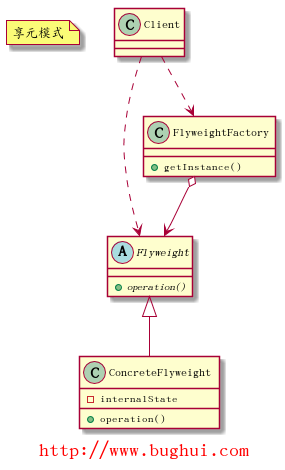 享元模式
C Client
C FlyweightFactory
getInstance()
A Flyweight
operation()
C ConcreteFlyweight
internalState
operation()
http://www.bughui.com